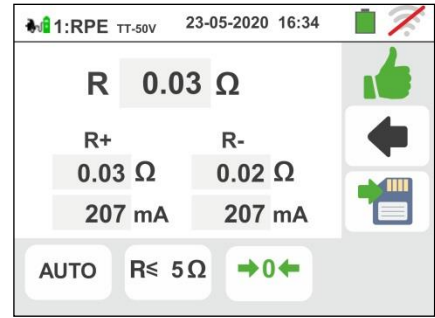 1:RPE TT-50V 23-05-2020 16:34
R 0.03 Ω
R+ R-
0.03 Ω 0.02 Ω
207 mA 207 mA
AUTO R≤ 5Ω ➜0←